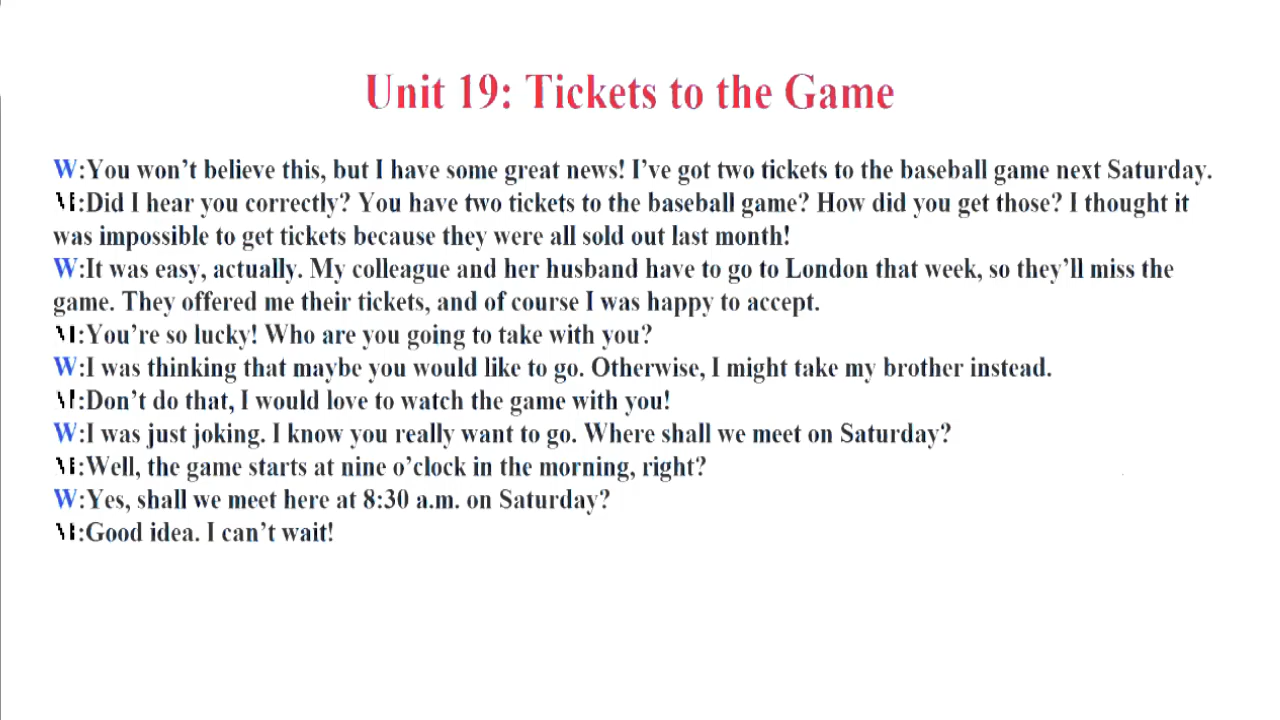 Unit 19: Tickets to the Game
W:You won't believe this, but I have some great news! I've got two tickets to the baseball game next Saturday.
M:Did I hear you correctly? You have two tickets to the baseball game? How did you get those? I thought it
was impossible to get tickets because they were all sold out last month!
W:It was easy, actually. My colleague and her husband have to go to London that week, so they'll miss the
game. They offered me their tickets, and of course I was happy to accept.
M:You're so lucky! Who are you going to take with you?
W:I was thinking that maybe you would like to go. Otherwise, I might take my brother instead.
M:Don't do that, I would love to watch the game with you!
W:I was just joking. I know you really want to go. Where shall we meet on Saturday?
M:Well, the game starts at nine o'clock in the morning, right?
W:Yes, shall we meet here at 8:30 a.m. on Saturday?
M:Good idea. I can't wait!